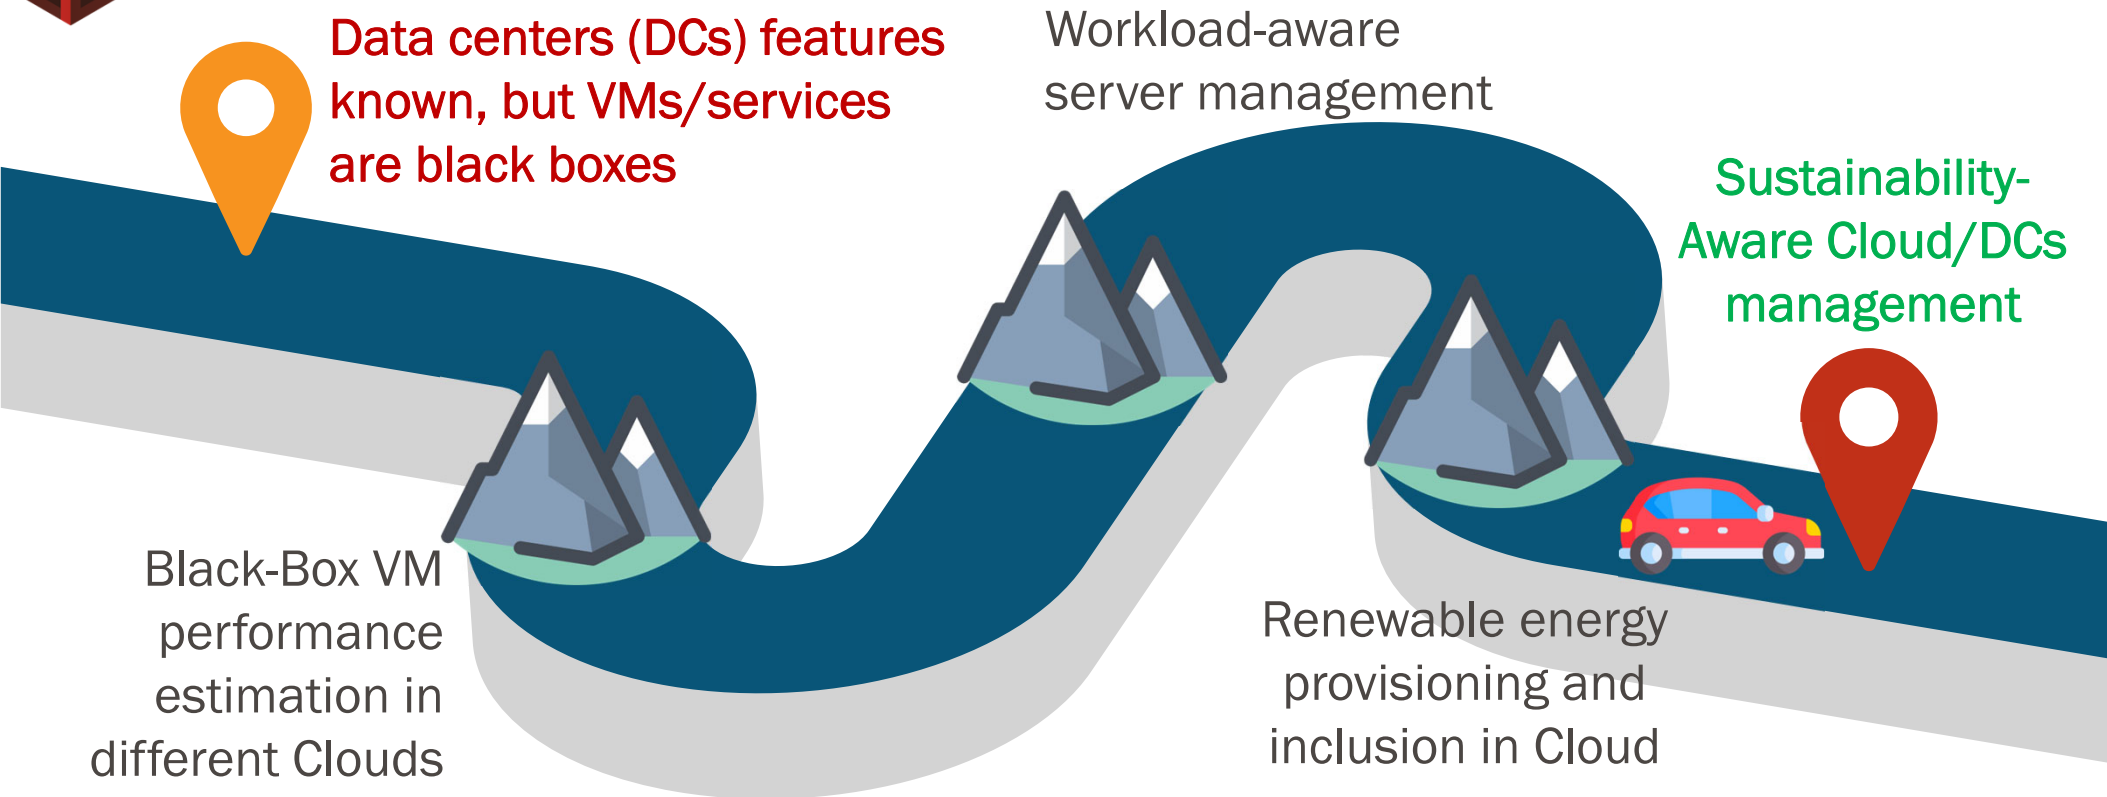 Data centers (DCs) features
known, but VMs/services
are black boxes
Workload-aware
server management
Sustainability-
Aware Cloud/DCs
management
Black-Box VM
performance
estimation in
different Clouds
Renewable energy
provisioning and
inclusion in Cloud